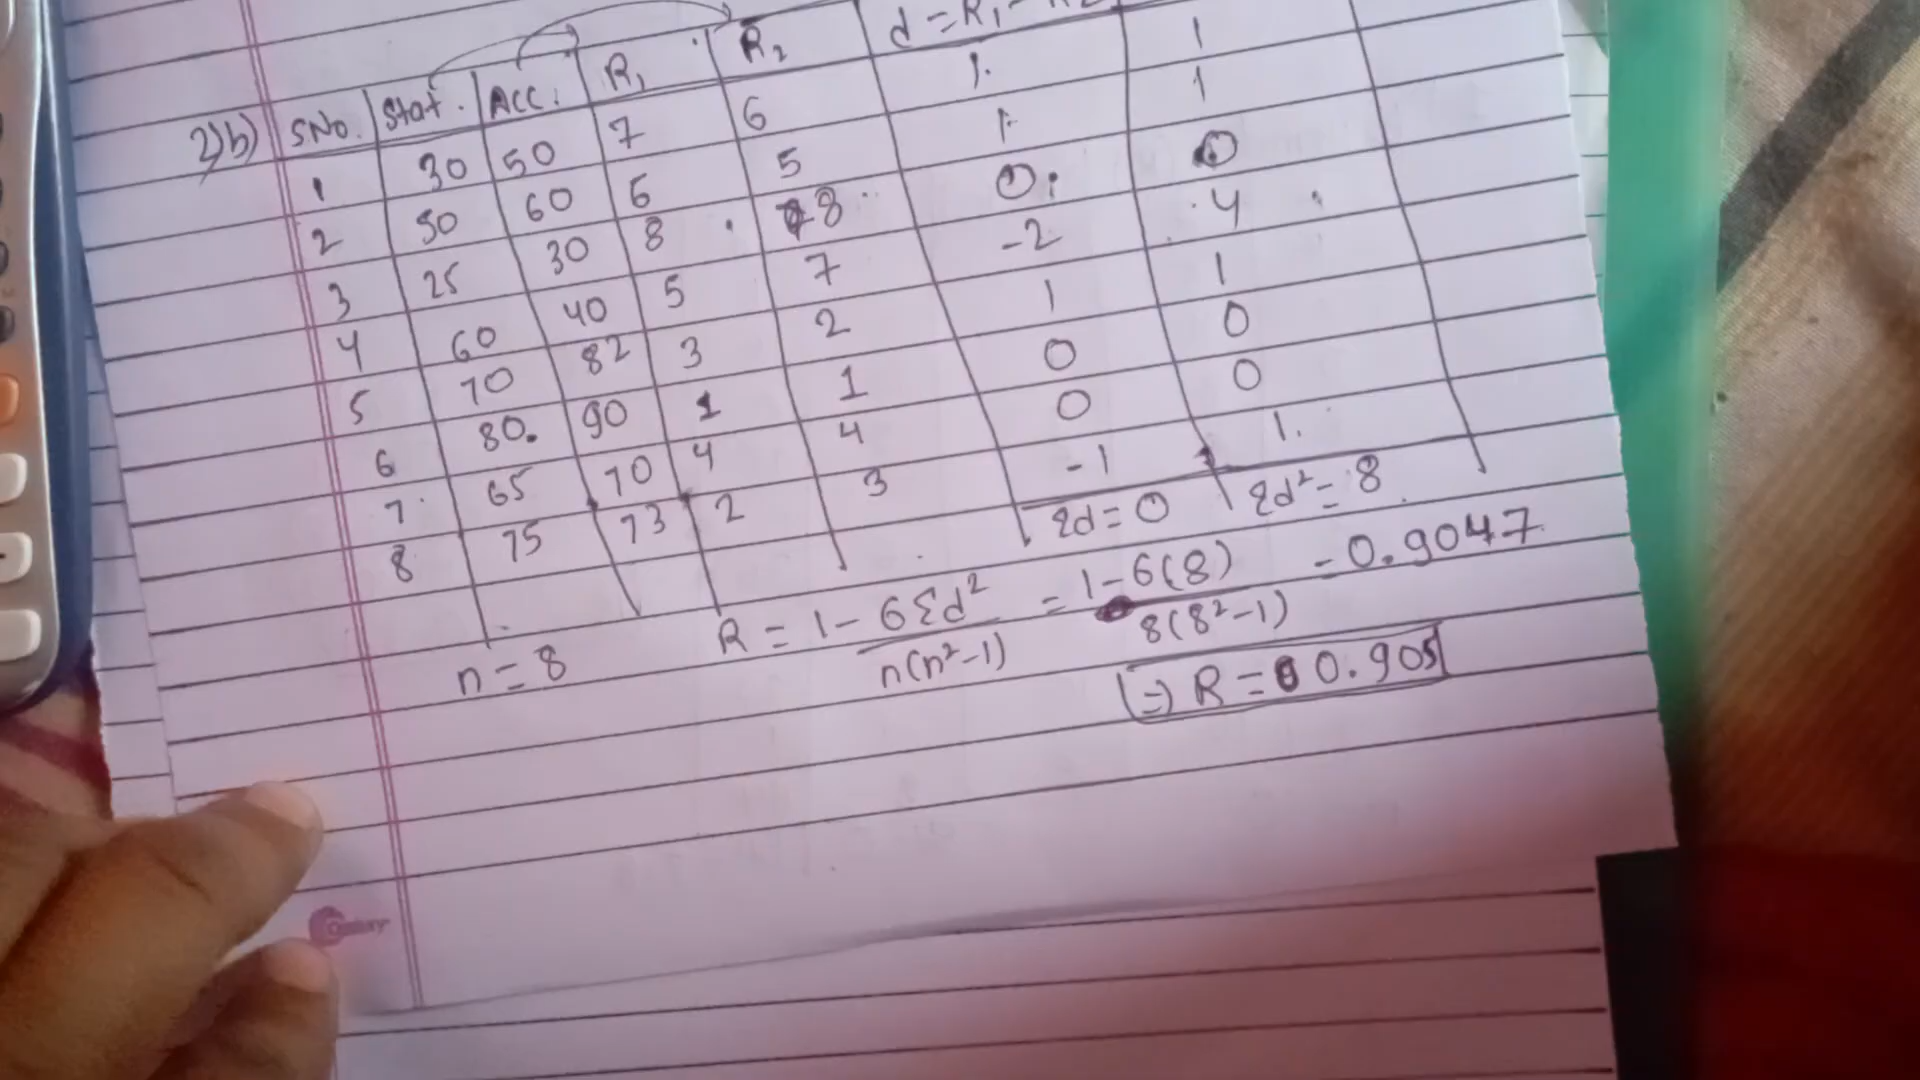 2)b) SNo. Stat. Acc. R₁ R₂ d = R₁ - R₂
1 30 50 7 6 1 1
2 50 60 6 5 1 1
3 25 30 8 8 0 0
4 60 40 5 7 -2 4
5 70 82 3 2 1 1
6 80 90 1 1 0 0
7 65 70 4 4 0 0
8 75 73 2 3 -1 1
Σd = 0 Σd² = 8
n = 8
R = 1 - 6Σd² / n(n²-1) = 1 - 6(8) / 8(8²-1) = 0.9047
⇒ R = 0.905